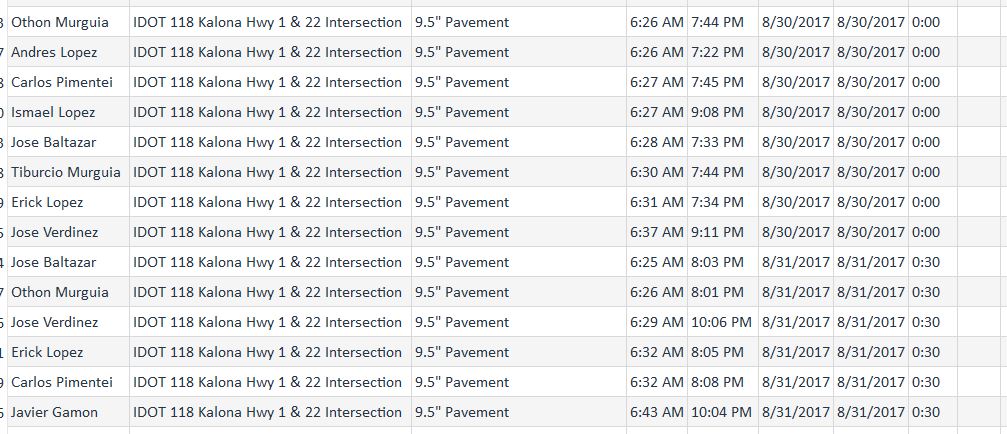 3 Othon Murguia IDOT 118 Kalona Hwy 1 & 22 Intersection 9.5" Pavement 6:26 AM 7:44 PM 8/30/2017 8/30/2017 0:00
7 Andres Lopez IDOT 118 Kalona Hwy 1 & 22 Intersection 9.5" Pavement 6:26 AM 7:22 PM 8/30/2017 8/30/2017 0:00
Carlos Pimentei IDOT 118 Kalona Hwy 1 & 22 Intersection 9.5" Pavement 6:27 AM 7:45 PM 8/30/2017 8/30/2017 0:00
Ismael Lopez IDOT 118 Kalona Hwy 1 & 22 Intersection 9.5" Pavement 6:27 AM 9:08 PM 8/30/2017 8/30/2017 0:00
Jose Baltazar IDOT 118 Kalona Hwy 1 & 22 Intersection 9.5" Pavement 6:28 AM 7:33 PM 8/30/2017 8/30/2017 0:00
Tiburcio Murguia IDOT 118 Kalona Hwy 1 & 22 Intersection 9.5" Pavement 6:30 AM 7:44 PM 8/30/2017 8/30/2017 0:00
Erick Lopez IDOT 118 Kalona Hwy 1 & 22 Intersection 9.5" Pavement 6:31 AM 7:34 PM 8/30/2017 8/30/2017 0:00
Jose Verdinez IDOT 118 Kalona Hwy 1 & 22 Intersection 9.5" Pavement 6:37 AM 9:11 PM 8/30/2017 8/30/2017 0:00
Jose Baltazar IDOT 118 Kalona Hwy 1 & 22 Intersection 9.5" Pavement 6:25 AM 8:03 PM 8/31/2017 8/31/2017 0:30
Othon Murguia IDOT 118 Kalona Hwy 1 & 22 Intersection 9.5" Pavement 6:26 AM 8:01 PM 8/31/2017 8/31/2017 0:30
Jose Verdinez IDOT 118 Kalona Hwy 1 & 22 Intersection 9.5" Pavement 6:29 AM 10:06 PM 8/31/2017 8/31/2017 0:30
Erick Lopez IDOT 118 Kalona Hwy 1 & 22 Intersection 9.5" Pavement 6:32 AM 8:05 PM 8/31/2017 8/31/2017 0:30
Carlos Pimentei IDOT 118 Kalona Hwy 1 & 22 Intersection 9.5" Pavement 6:32 AM 8:08 PM 8/31/2017 8/31/2017 0:30
Javier Gamon IDOT 118 Kalona Hwy 1 & 22 Intersection 9.5" Pavement 6:43 AM 10:04 PM 8/31/2017 8/31/2017 0:30